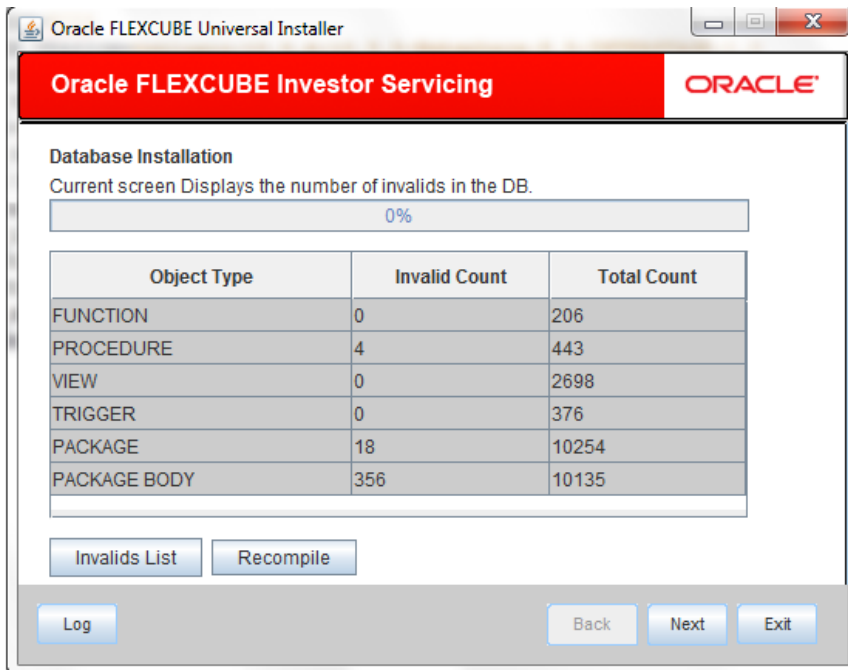 Oracle FLEXCUBE Universal Installer
Oracle FLEXCUBE Investor Servicing
ORACLE
Database Installation
Current screen Displays the number of invalids in the DB.
0%
Object Type Invalid Count Total Count
FUNCTION 0 206
PROCEDURE 4 443
VIEW 0 2698
TRIGGER 0 376
PACKAGE 18 10254
PACKAGE BODY 356 10135
Invalids List Recompile
Log Back Next Exit